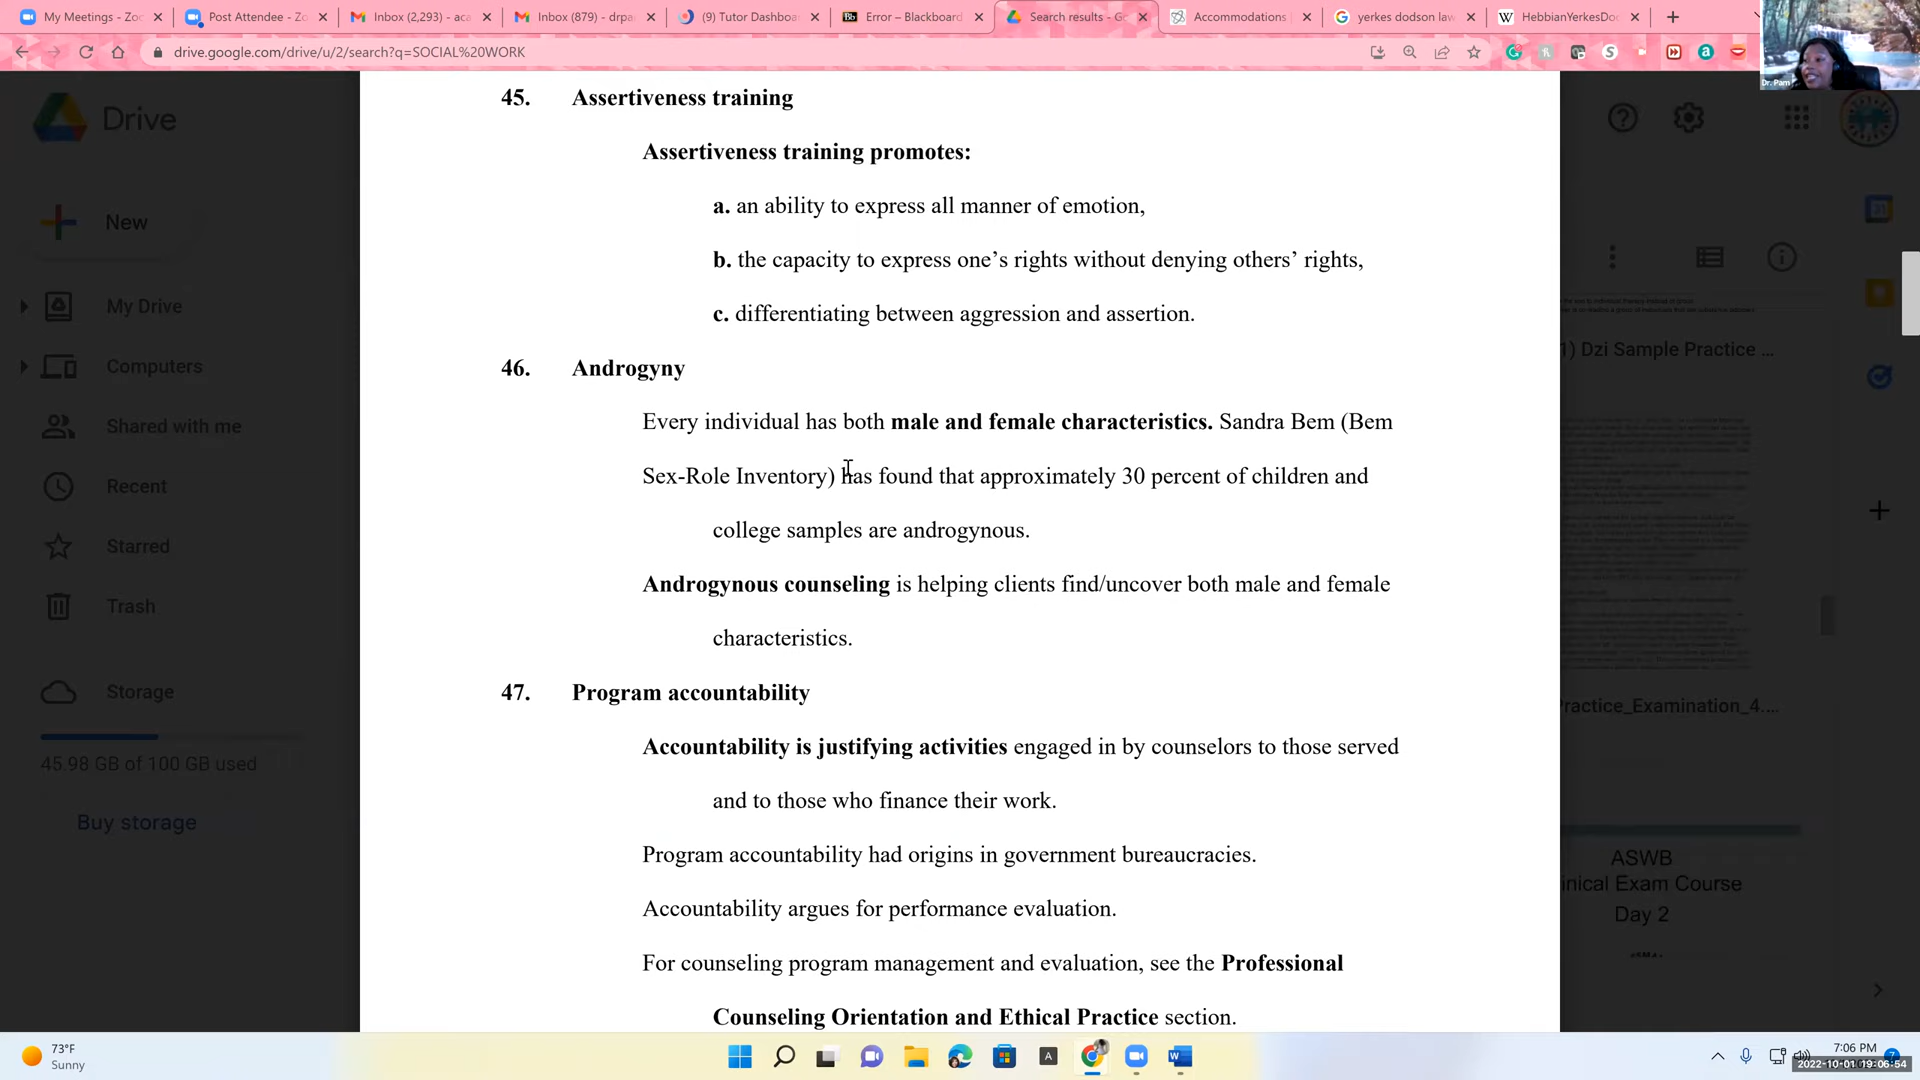 My Meetings - Zoo
Post Attendee - Zo
Inbox (2,293) - aca
Inbox (879) - drpar
(9) Tutor Dashboa
Error – Blackboard
Search results - Go
Accommodations
yerkes dodson law
HebbianYerkesDod
drive.google.com/drive/u/2/search?q=SOCIAL%20WORK
Dr. Pam
Drive
New
My Drive
Computers
Shared with me
Recent
Starred
Trash
Storage
45.98 GB of 100 GB used
Buy storage
45. Assertiveness training
Assertiveness training promotes:
a. an ability to express all manner of emotion,
b. the capacity to express one’s rights without denying others’ rights,
c. differentiating between aggression and assertion.
46. Androgyny
Every individual has both male and female characteristics. Sandra Bem (Bem
Sex-Role Inventory) has found that approximately 30 percent of children and
college samples are androgynous.
Androgynous counseling is helping clients find/uncover both male and female
characteristics.
47. Program accountability
Accountability is justifying activities engaged in by counselors to those served
and to those who finance their work.
Program accountability had origins in government bureaucracies.
Accountability argues for performance evaluation.
For counseling program management and evaluation, see the Professional
Counseling Orientation and Ethical Practice section.
1) Dzi Sample Practice ...
Practice_Examination_4....
ASWB
inical Exam Course
Day 2
73°F
Sunny
7:06 PM
2022-10-01 19:06:54